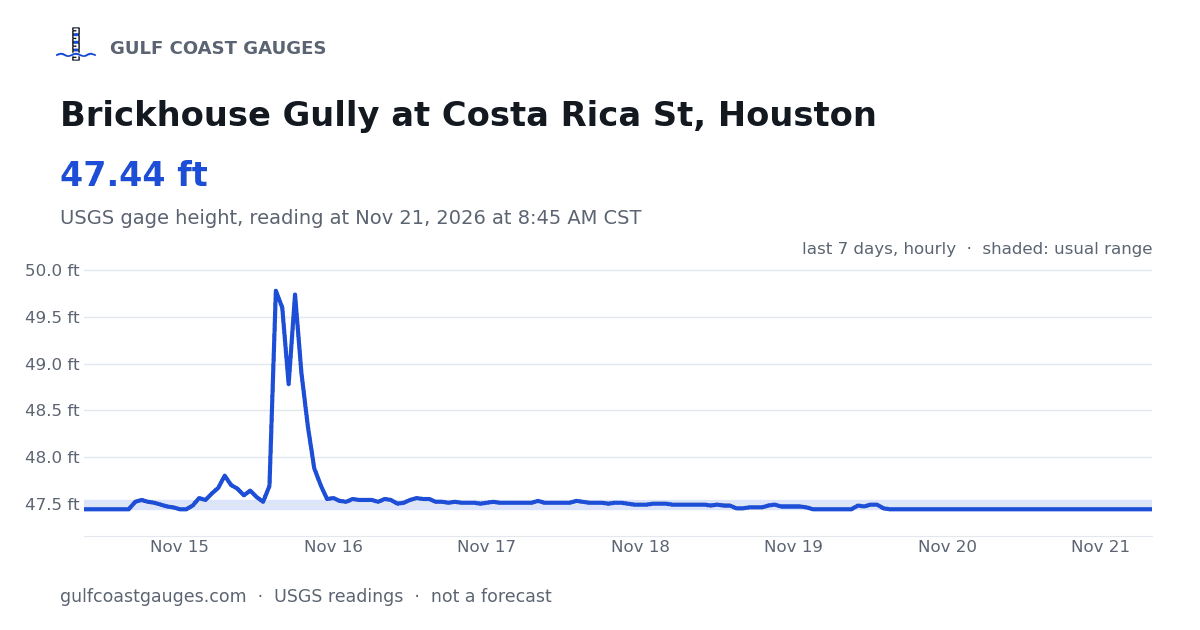 GULF COAST GAUGES
Brickhouse Gully at Costa Rica St, Houston
47.44 ft
USGS gage height, reading at Nov 21, 2026 at 8:45 AM CST
last 7 days, hourly · shaded: usual range
50.0 ft
49.5 ft
49.0 ft
48.5 ft
48.0 ft
47.5 ft
Nov 15 Nov 16 Nov 17 Nov 18 Nov 19 Nov 20 Nov 21
gulfcoastgauges.com · USGS readings · not a forecast